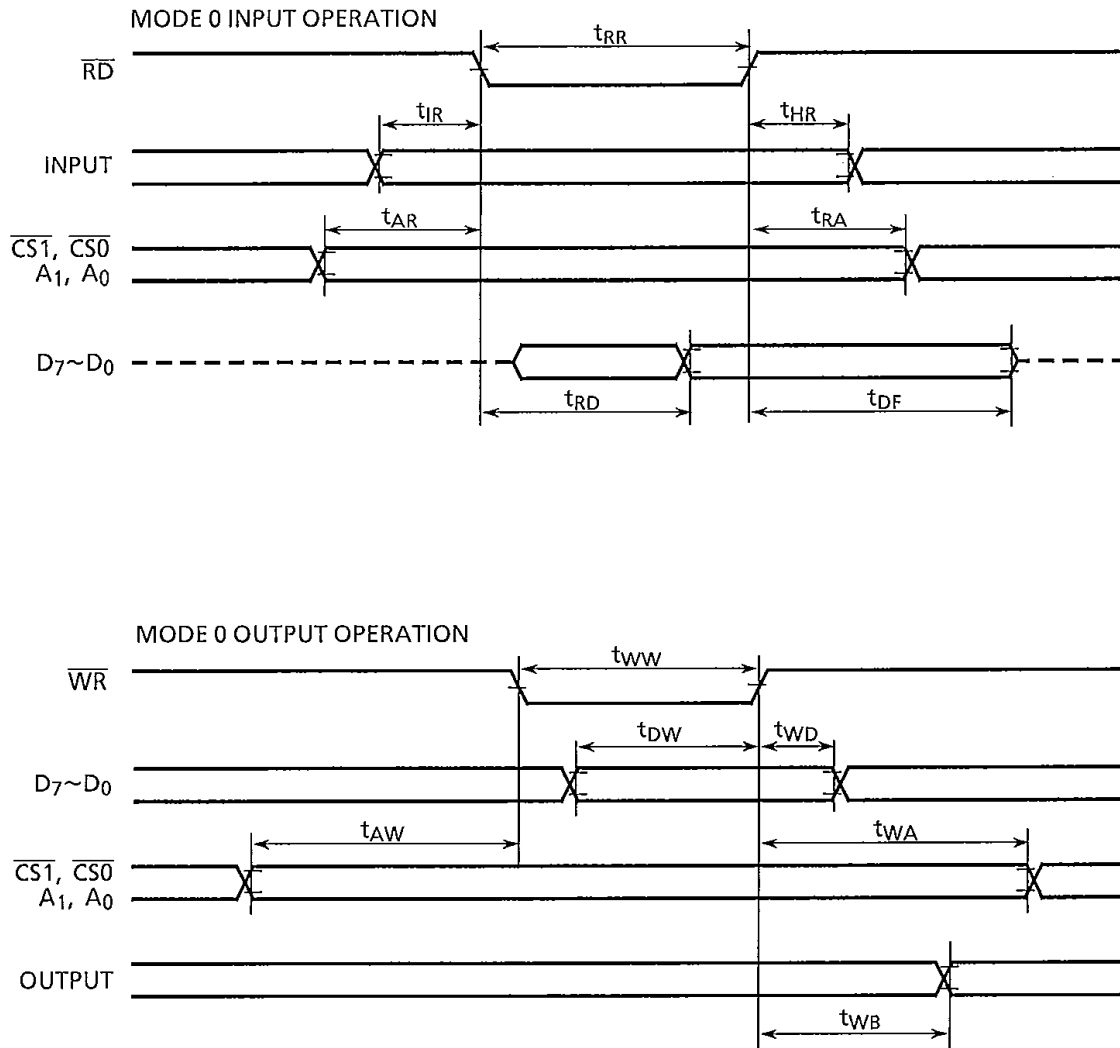 MODE 0 INPUT OPERATION
tRR
RD
tIR
tHR
INPUT
tAR
tRA
CS1, CS0
A1, A0
D7~D0
tRD
tDF
MODE 0 OUTPUT OPERATION
tWW
WR
tDW
tWD
D7~D0
tAW
tWA
CS1, CS0
A1, A0
OUTPUT
tWB